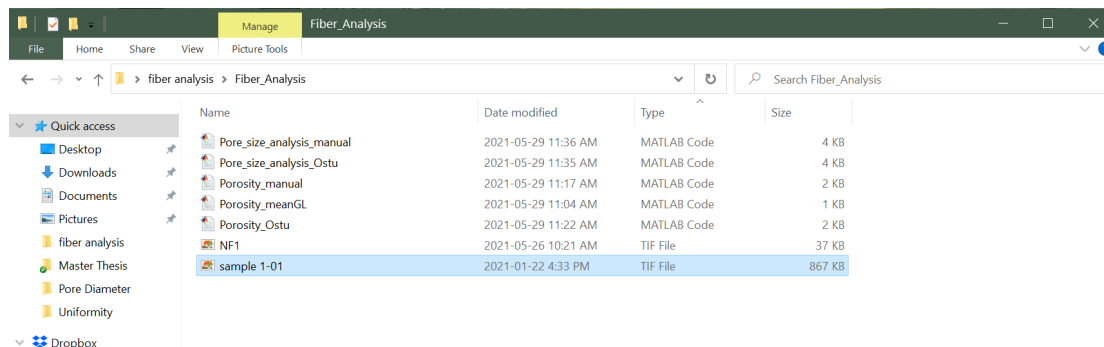 Manage Fiber_Analysis
File Home Share View Picture Tools
fiber analysis Fiber_Analysis Search Fiber_Analysis
Name Date modified Type Size
Quick access
Desktop
Downloads
Documents
Pictures
fiber analysis
Master Thesis
Pore Diameter
Uniformity
Dropbox
Pore_size_analysis_manual 2021-05-29 11:36 AM MATLAB Code 4 KB
Pore_size_analysis_Ostu 2021-05-29 11:35 AM MATLAB Code 4 KB
Porosity_manual 2021-05-29 11:17 AM MATLAB Code 2 KB
Porosity_meanGL 2021-05-29 11:04 AM MATLAB Code 1 KB
Porosity_Ostu 2021-05-29 11:22 AM MATLAB Code 2 KB
NF1 2021-05-26 10:21 AM TIF File 37 KB
sample 1-01 2021-01-22 4:33 PM TIF File 867 KB